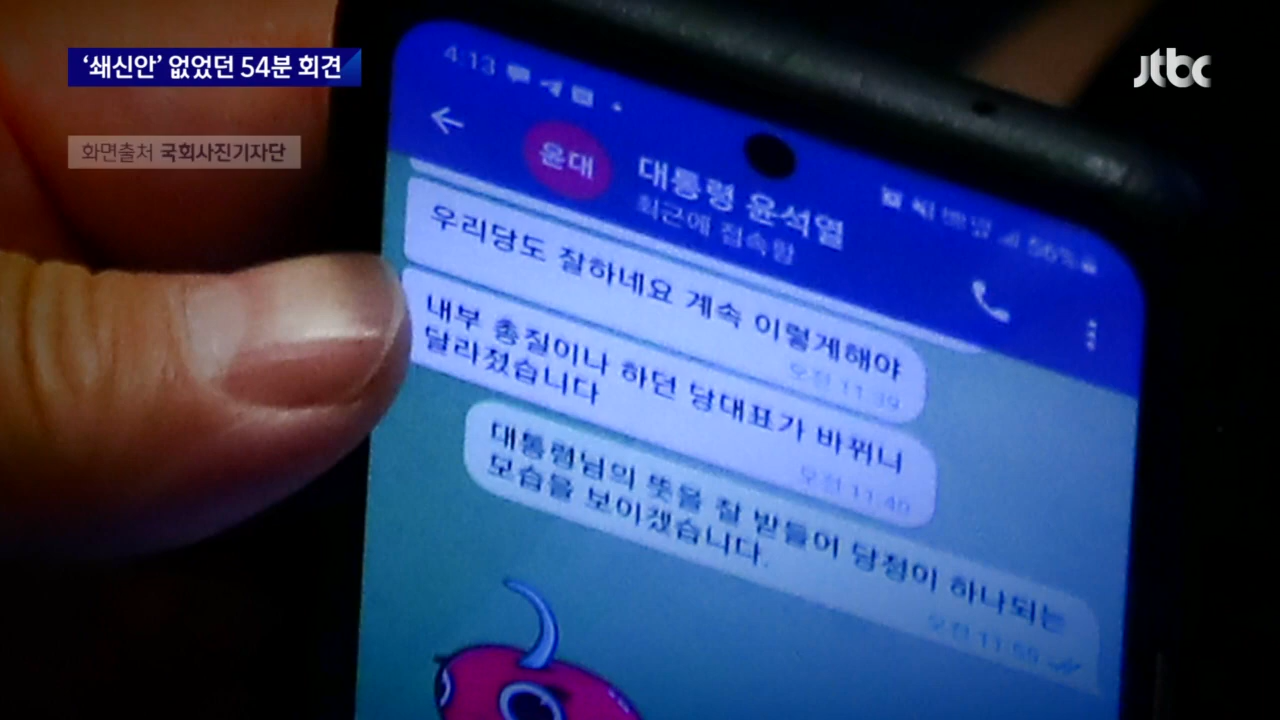 ‘쇄신안’ 없었던 54분 회견
jtbc
화면출처 국회사진기자단
4:13
56%
윤대
대통령 윤석열
최근에 접속함
우리당도 잘하네요 계속 이렇게해야
오전 11:39
내부 총질이나 하던 당대표가 바뀌니
달라졌습니다
오전 11:40
대통령님의 뜻을 잘 받들어 당정이 하나되는
모습을 보이겠습니다.
오전 11:55